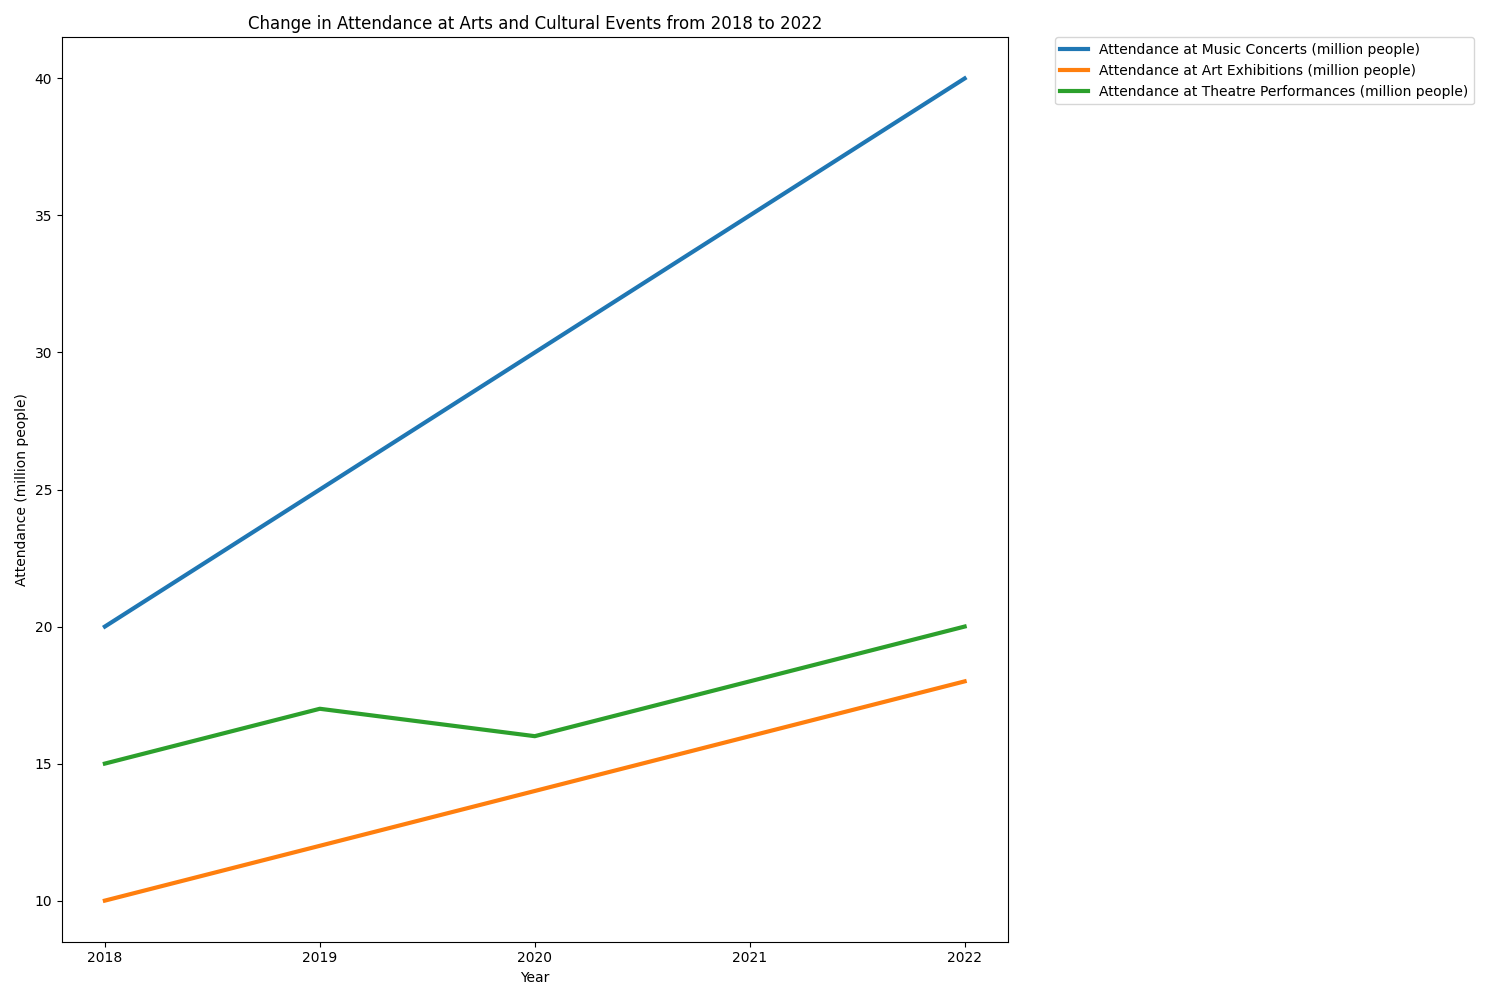 Change in Attendance at Arts and Cultural Events from 2018 to 2022
Attendance at Music Concerts (million people)
Attendance at Art Exhibitions (million people)
Attendance at Theatre Performances (million people)
Attendance (million people)
40
35
30
25
20
15
10
2018 2019 2020 2021 2022
Year